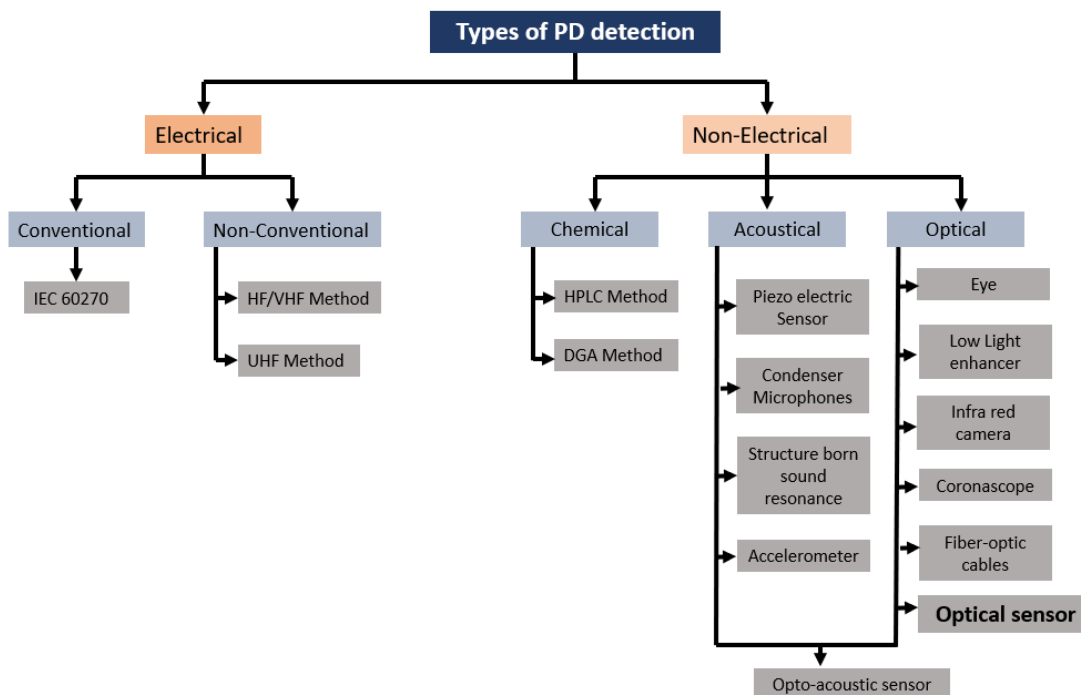 Types of PD detection
Electrical
Non-Electrical
Conventional
Non-Conventional
Chemical
Acoustical
Optical
IEC 60270
HF/VHF Method
UHF Method
HPLC Method
DGA Method
Piezo electric
Sensor
Condenser
Microphones
Structure born
sound
resonance
Accelerometer
Eye
Low Light
enhancer
Infra red
camera
Coronascope
Fiber-optic
cables
Optical sensor
Opto-acoustic sensor